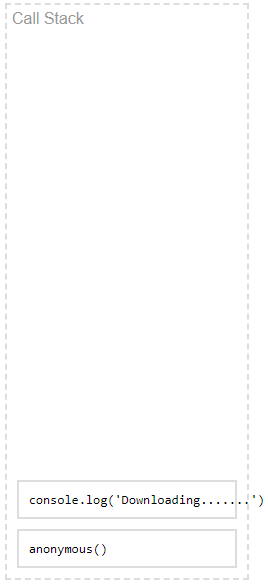 Call Stack
console.log('Downloading.......')
anonymous()